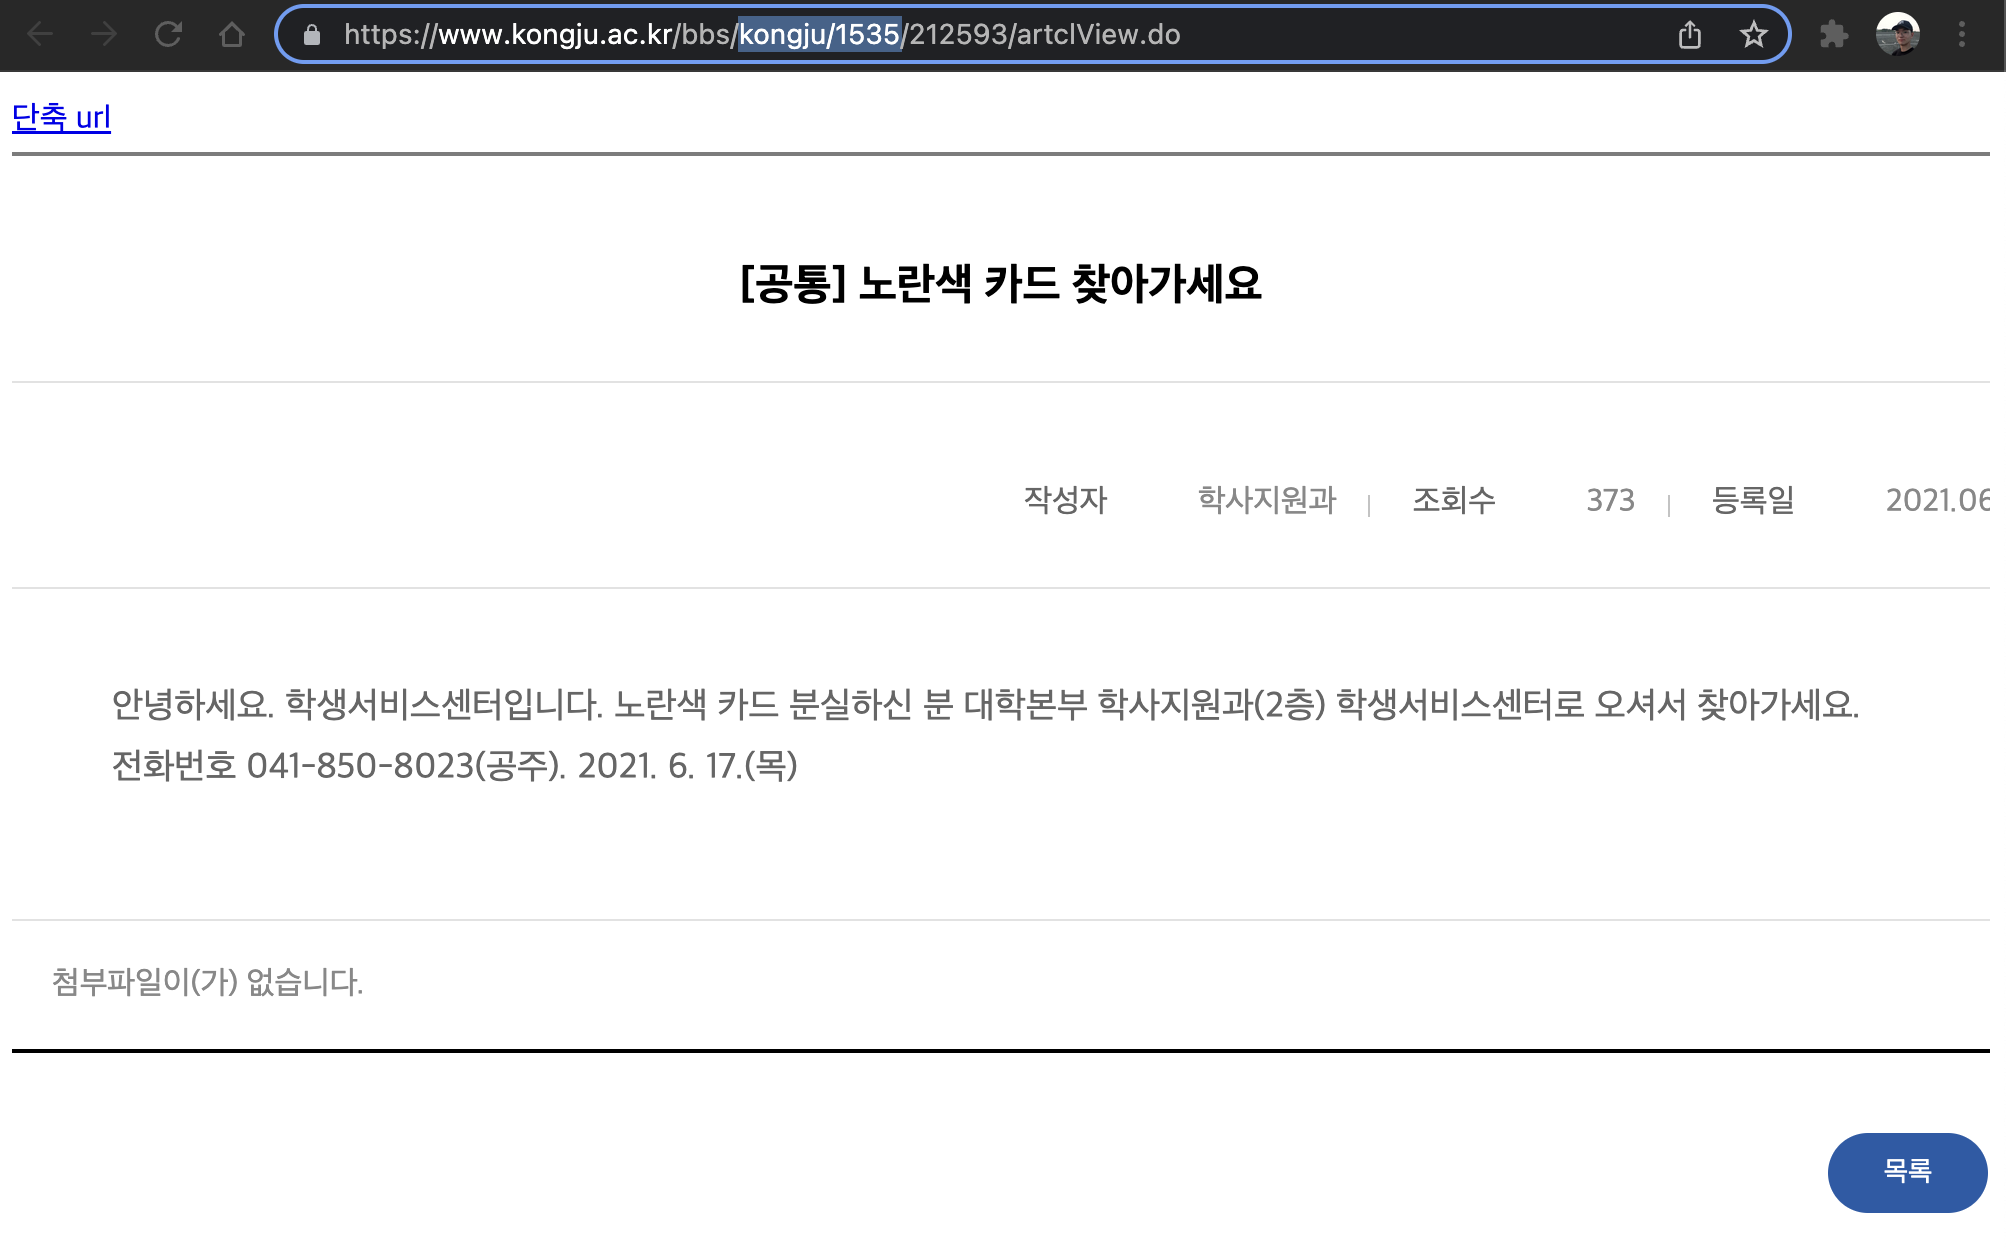 https://www.kongju.ac.kr/bbs/kongju/1535/212593/artclView.do
단축 url
[공통] 노란색 카드 찾아가세요
작성자 학사지원과 조회수 373 등록일 2021.06
안녕하세요. 학생서비스센터입니다. 노란색 카드 분실하신 분 대학본부 학사지원과(2층) 학생서비스센터로 오셔서 찾아가세요.
전화번호 041-850-8023(공주). 2021. 6. 17.(목)
첨부파일이(가) 없습니다.
목록